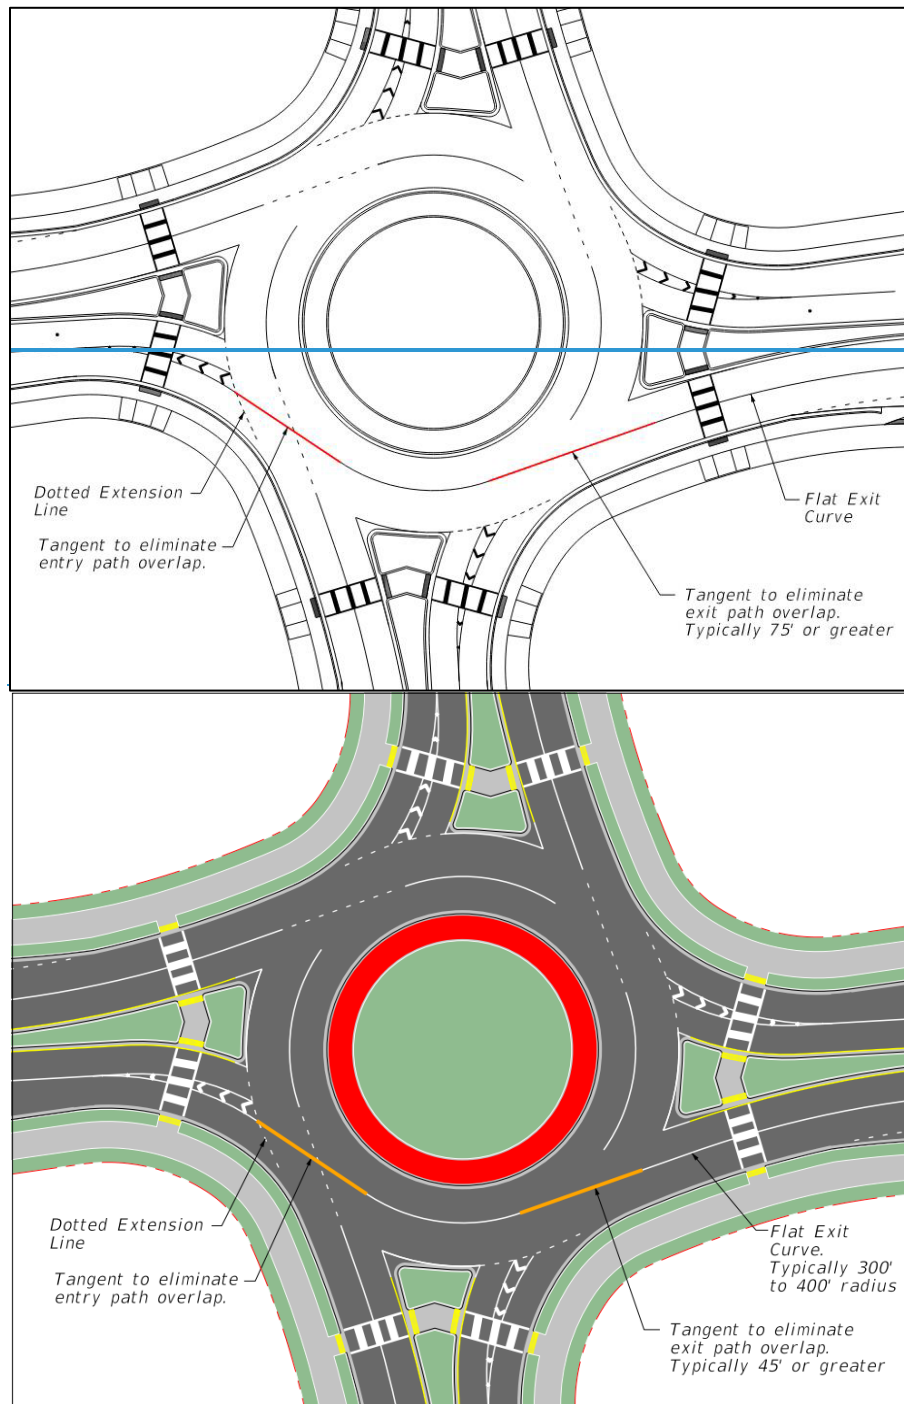 Dotted Extension
Line
Tangent to eliminate
entry path overlap.
Flat Exit
Curve
Tangent to eliminate
exit path overlap.
Typically 75' or greater
Dotted Extension
Line
Tangent to eliminate
entry path overlap.
Flat Exit
Curve.
Typically 300'
to 400' radius
Tangent to eliminate
exit path overlap.
Typically 45' or greater